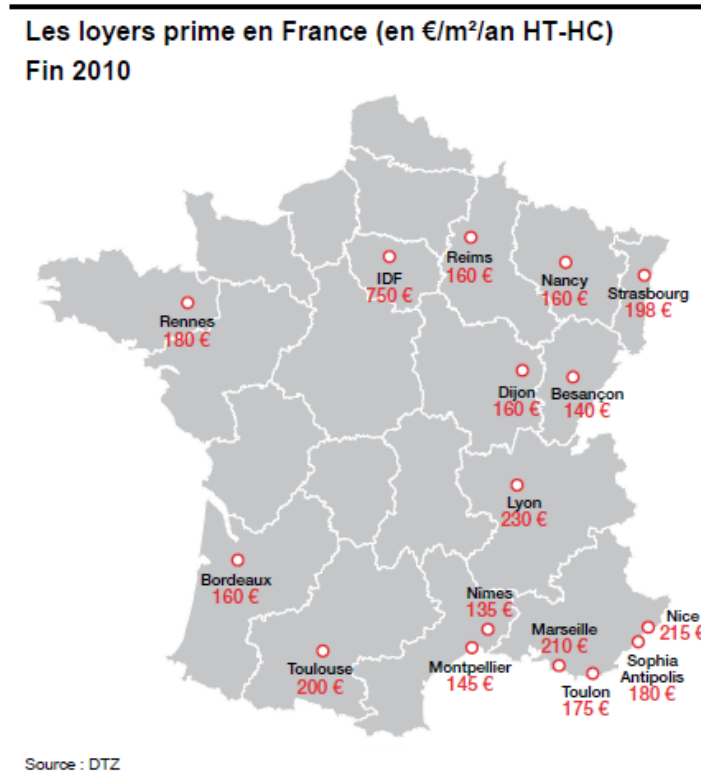 Les loyers prime en France (en €/m²/an HT-HC)
Fin 2010
Reims
160 €
IDF
750 €
Nancy
160 €
Strasbourg
198 €
Rennes
180 €
Dijon
160 €
Besançon
140 €
Lyon
230 €
Bordeaux
160 €
Nimes
135 €
Nice
215 €
Marseille
210 €
Toulouse
200 €
Montpellier
145 €
Sophia
Antipolis
180 €
Toulon
175 €
Source : DTZ